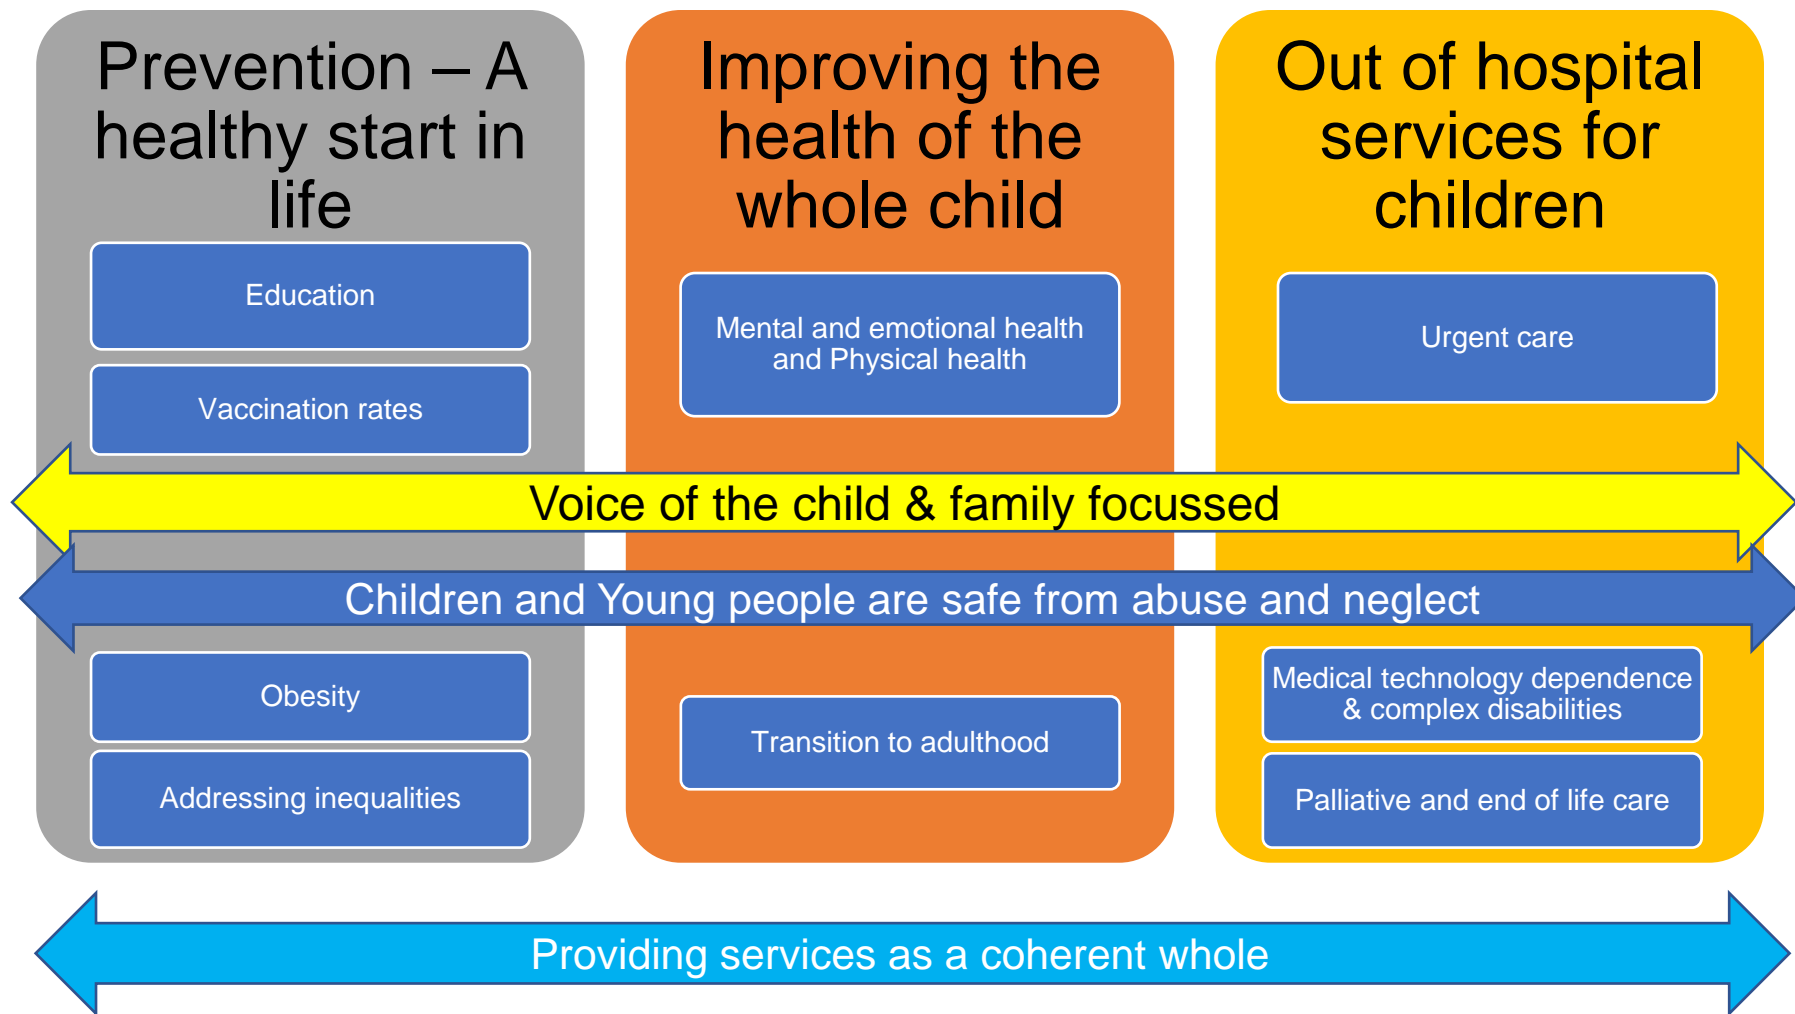 Prevention – A
healthy start in
life
Education
Vaccination rates
Improving the
health of the
whole child
Mental and emotional health
and Physical health
Out of hospital
services for
children
Urgent care
Voice of the child & family focussed
Children and Young people are safe from abuse and neglect
Obesity
Addressing inequalities
Transition to adulthood
Medical technology dependence
& complex disabilities
Palliative and end of life care
Providing services as a coherent whole